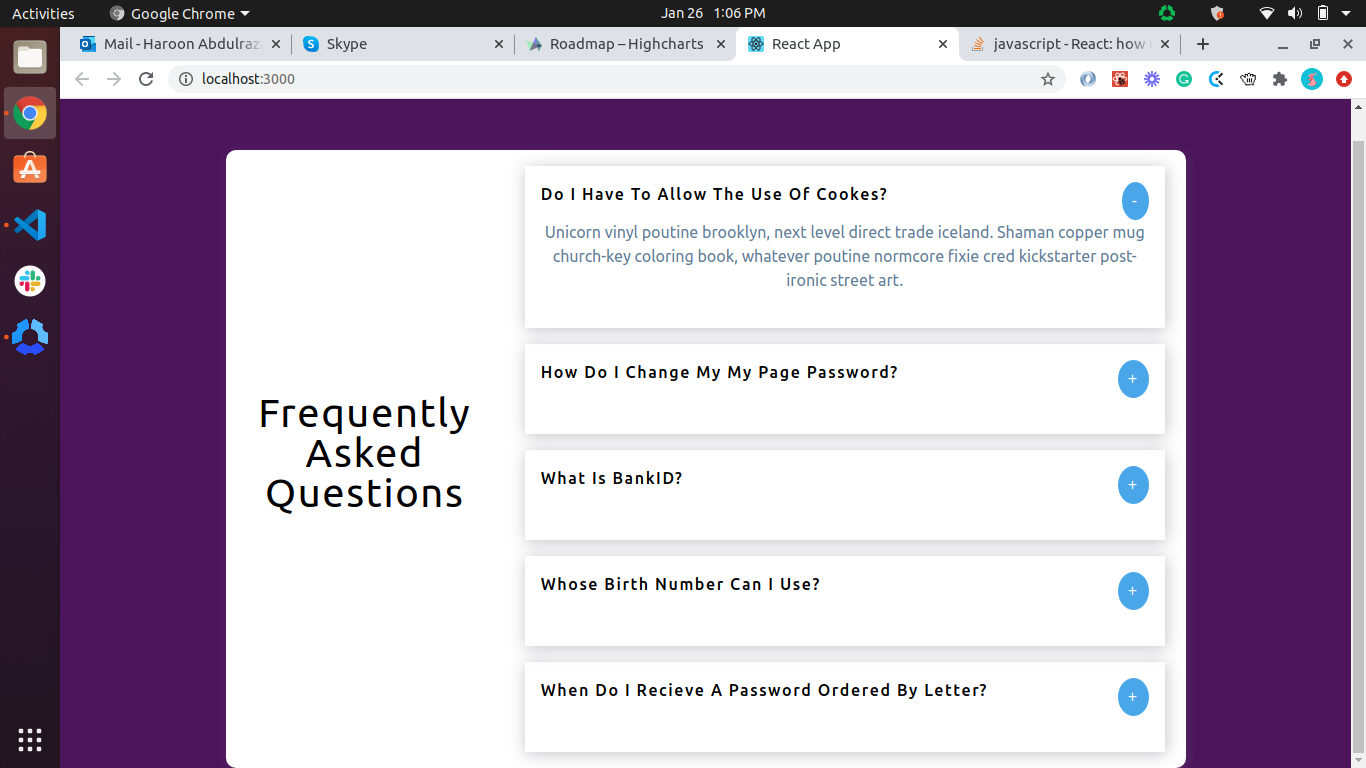 Activities
Google Chrome
Jan 26 1:06 PM
Mail - Haroon Abdulraz
Skype
Roadmap – Highcharts
React App
javascript - React: how
localhost:3000
Do I Have To Allow The Use Of Cookes?
-
Unicorn vinyl poutine brooklyn, next level direct trade iceland. Shaman copper mug
church-key coloring book, whatever poutine normcore fixie cred kickstarter post-
ironic street art.
How Do I Change My My Page Password?
+
Frequently
Asked
Questions
What Is BankID?
+
Whose Birth Number Can I Use?
+
When Do I Recieve A Password Ordered By Letter?
+